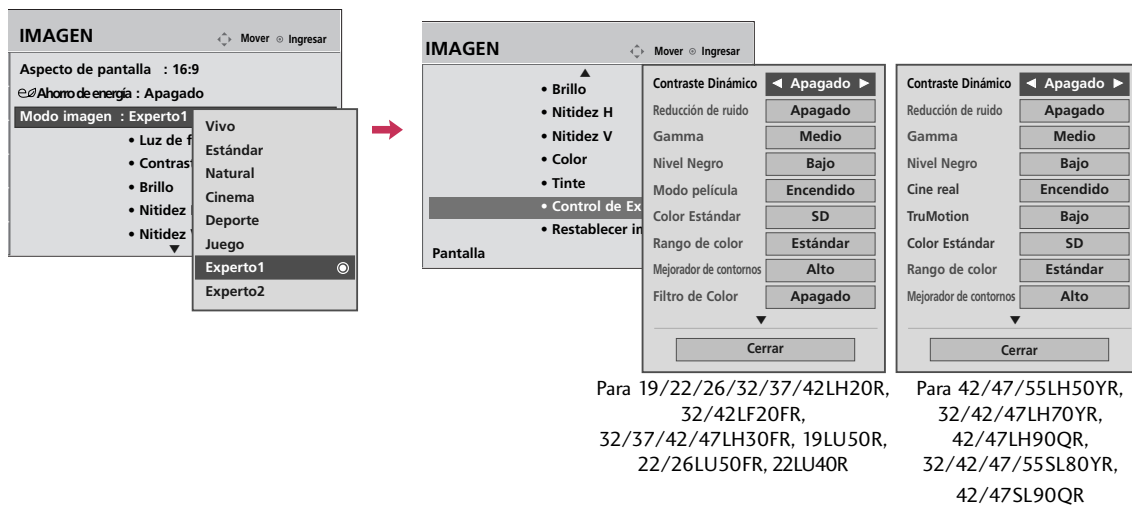 IMAGEN
Mover Ingresar
Aspecto de pantalla : 16:9
Ahorro de energía : Apagado
Modo imagen : Experto1
• Luz de f
• Contrast
• Brillo
• Nitidez
• Nitidez
Vivo
Estándar
Natural
Cinema
Deporte
Juego
Experto1
Experto2
IMAGEN
Mover Ingresar
• Brillo
• Nitidez H
• Nitidez V
• Color
• Tinte
• Control de Ex
• Restablecer in
Pantalla
Contraste Dinámico ◄ Apagado ►
Reducción de ruido Apagado
Gamma Medio
Nivel Negro Bajo
Modo película Encendido
Color Estándar SD
Rango de color Estándar
Mejorador de contornos Alto
Filtro de Color Apagado
Cerrar
Para 19/22/26/32/37/42LH20R,
32/42LF20FR,
32/37/42/47LH30FR, 19LU50R,
22/26LU50FR, 22LU40R
Contraste Dinámico ◄ Apagado ►
Reducción de ruido Apagado
Gamma Medio
Nivel Negro Bajo
Cine real Encendido
TruMotion Bajo
Color Estándar SD
Rango de color Estándar
Mejorador de contornos Alto
Cerrar
Para 42/47/55LH50YR,
32/42/47LH70YR,
42/47LH90QR,
32/42/47/55SL80YR,
42/47SL90QR